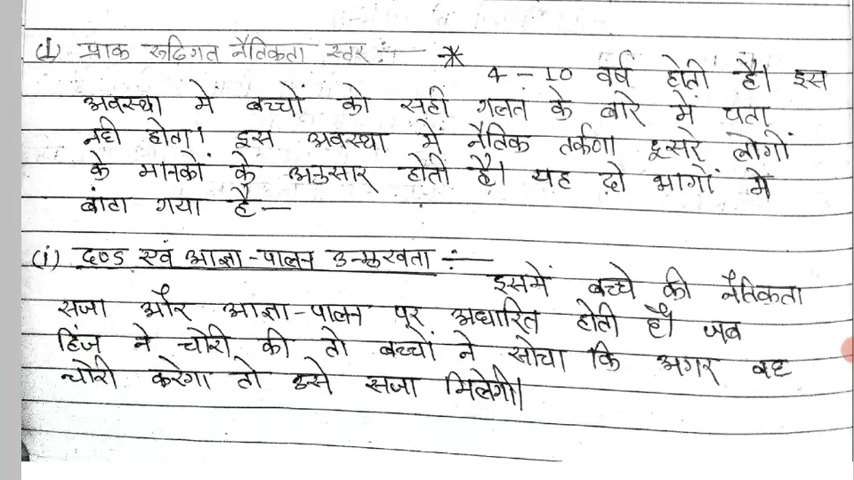 (1) प्राक रूढ़िगत नैतिकता स्तर :— *
4 - 10 वर्ष होती है। इस
अवस्था में बच्चों को सही गलत के बारे में पता
नही होता। इस अवस्था में नैतिक तर्कणा दूसरे लोगों
के मानकों के अनुसार होती है। यह दो भागों में
बांटा गया है—
(i) दण्ड एवं आज्ञा-पालन उन्मुखता :—
इसमें बच्चे की नैतिकता
सजा और आज्ञा-पालन पर अधारित होती है। जब
हिंज ने चोरी की तो बच्चों ने सोचा कि अगर वह
चोरी करेगा तो उसे सजा मिलेगी।